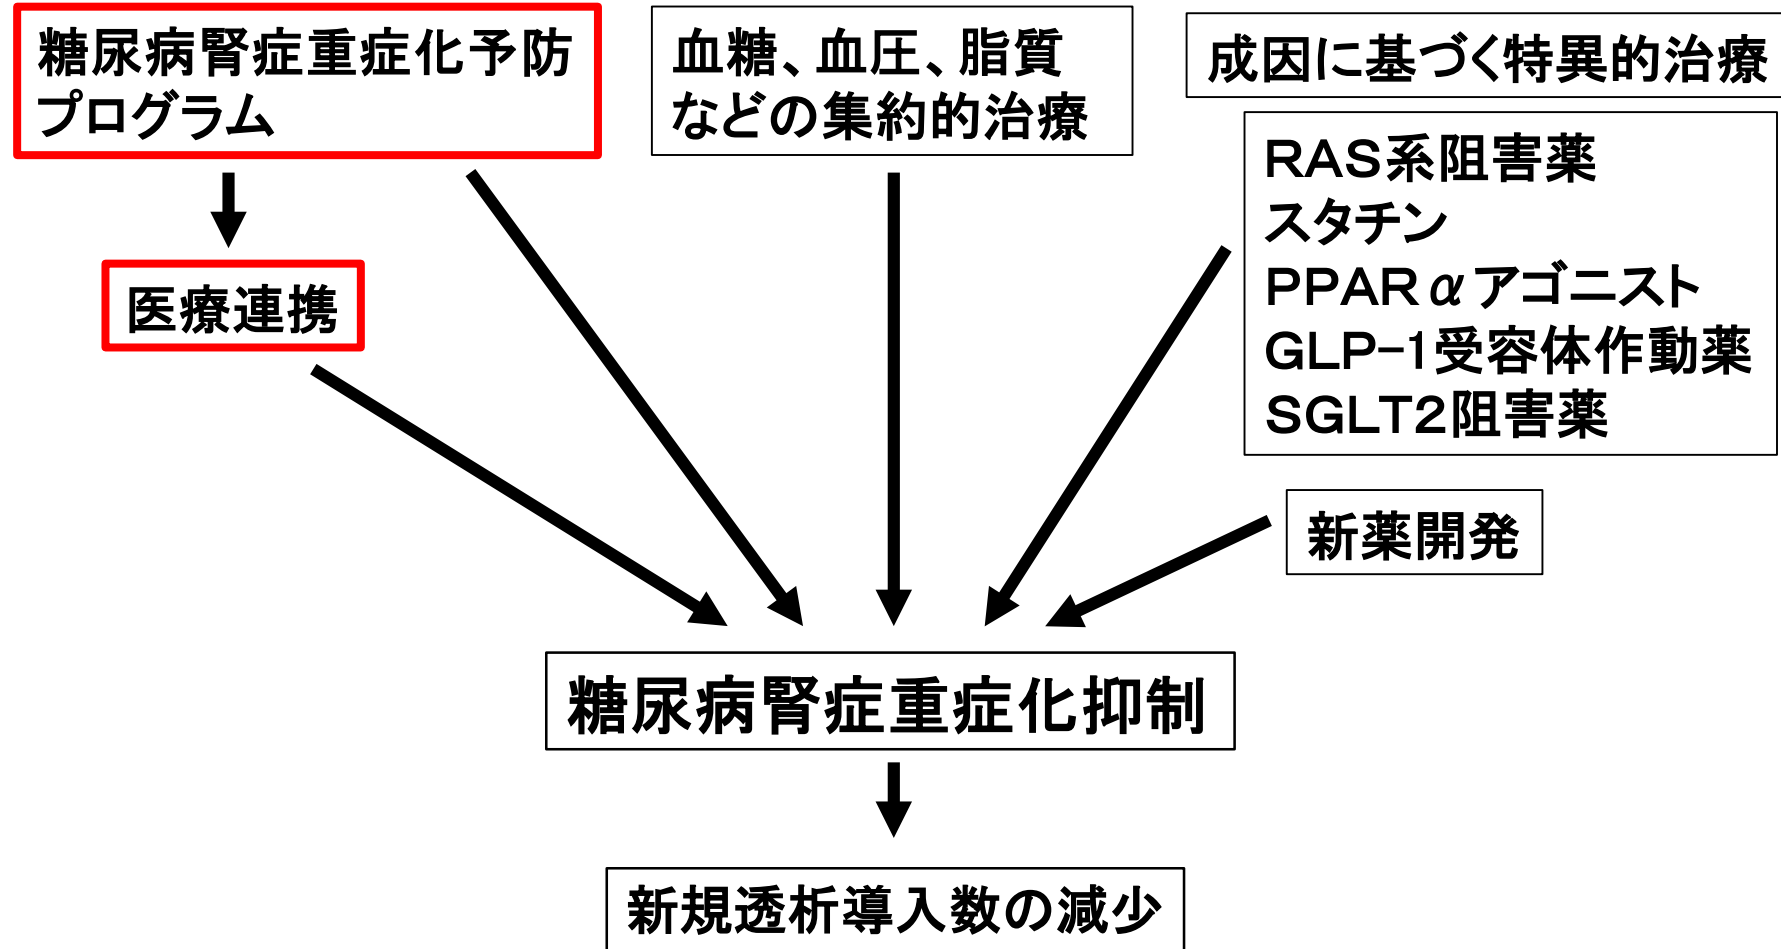 糖尿病腎症重症化予防
プログラム
医療連携
血糖、血圧、脂質
などの集約的治療
成因に基づく特異的治療
RAS系阻害薬
スタチン
PPARαアゴニスト
GLP-1受容体作動薬
SGLT2阻害薬
新薬開発
糖尿病腎症重症化抑制
新規透析導入数の減少